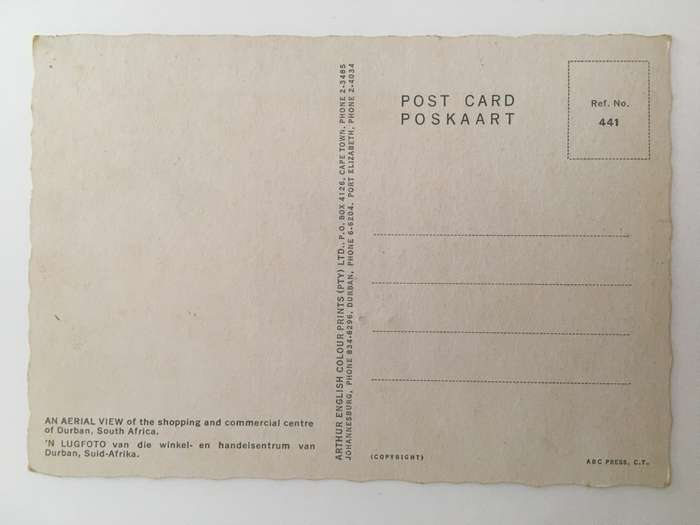 AN AERIAL VIEW of the shopping and commercial centre
of Durban, South Africa.
'N LUGFOTO van die winkel- en handelsentrum van
Durban, Suid-Afrika.
ARTHUR ENGLISH COLOUR PRINTS (PTY) LTD., P.O. BOX 4126, CAPE TOWN. PHONE 2-3485
JOHANNESBURG, PHONE 834-6296, DURBAN, PHONE 6-6204, PORT ELIZABETH, PHONE 2-4034
POST CARD
POSKAART
Ref. No.
441
(COPYRIGHT)
ABC PRESS, C.T.